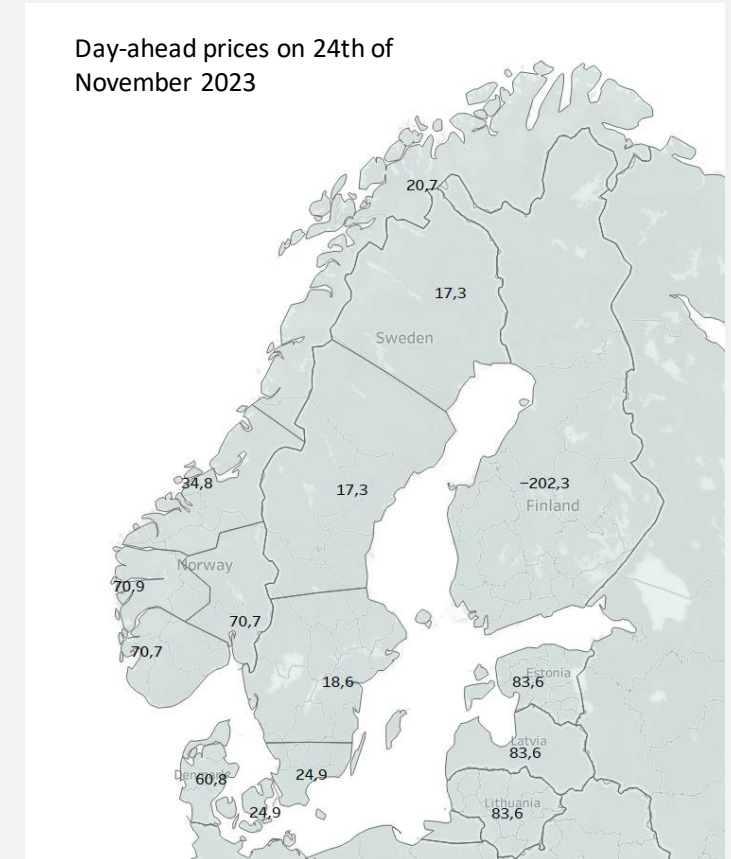 Day-ahead prices on 24th of
November 2023
20,7
17,3
Sweden
34,8
17,3
−202,3
Finland
Norway
70,9
70,7
70,7
18,6
Estonia
83,6
Latvia
83,6
Denmark
60,8
24,9
24,9
Lithuania
83,6